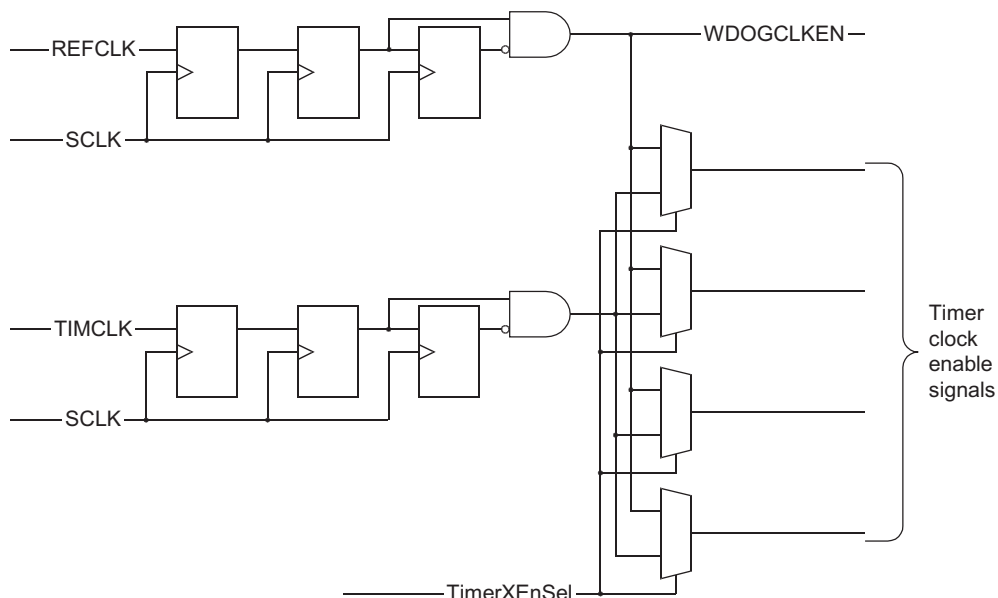 REFCLK
WDOGCLKEN
SCLK
TIMCLK
SCLK
Timer
clock
enable
signals
TimerXEnSel